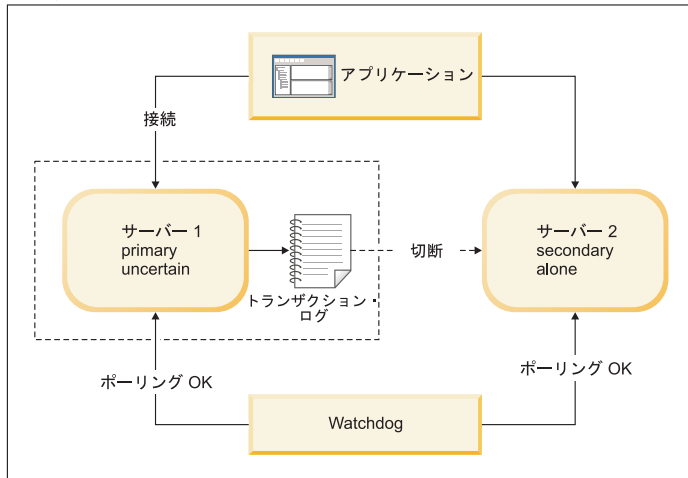 アプリケーション
接続
サーバー 1
primary
uncertain
トランザクション・
ログ
切断
サーバー 2
secondary
alone
ポーリング OK
ポーリング OK
Watchdog